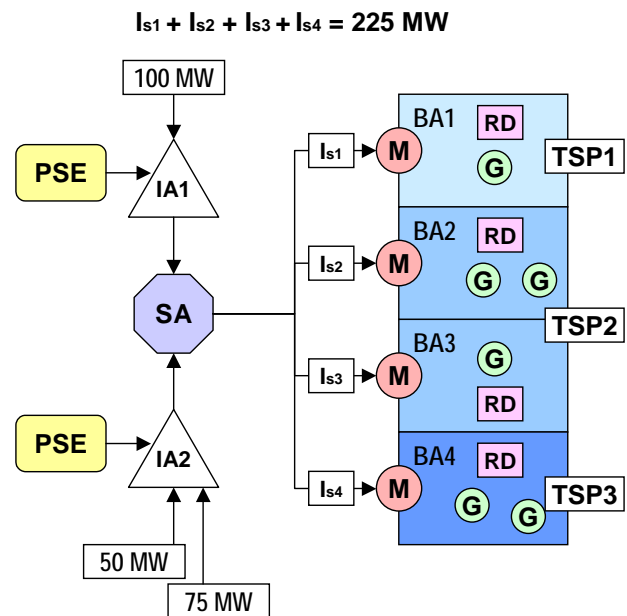 Is1 + Is2 + Is3 + Is4 = 225 MW
100 MW
PSE
IA1
SA
PSE
IA2
50 MW
75 MW
Is1
Is2
Is3
Is4
M
BA1
RD
G
TSP1
M
BA2
RD
G G
TSP2
M
BA3
G
RD
M
BA4
RD
G
G
TSP3